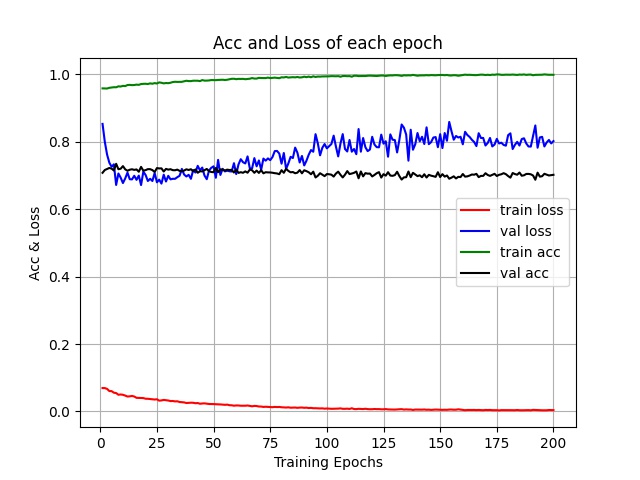 Acc and Loss of each epoch
1.0
0.8
0.6
0.4
0.2
0.0
Acc & Loss
train loss
val loss
train acc
val acc
0 25 50 75 100 125 150 175 200
Training Epochs